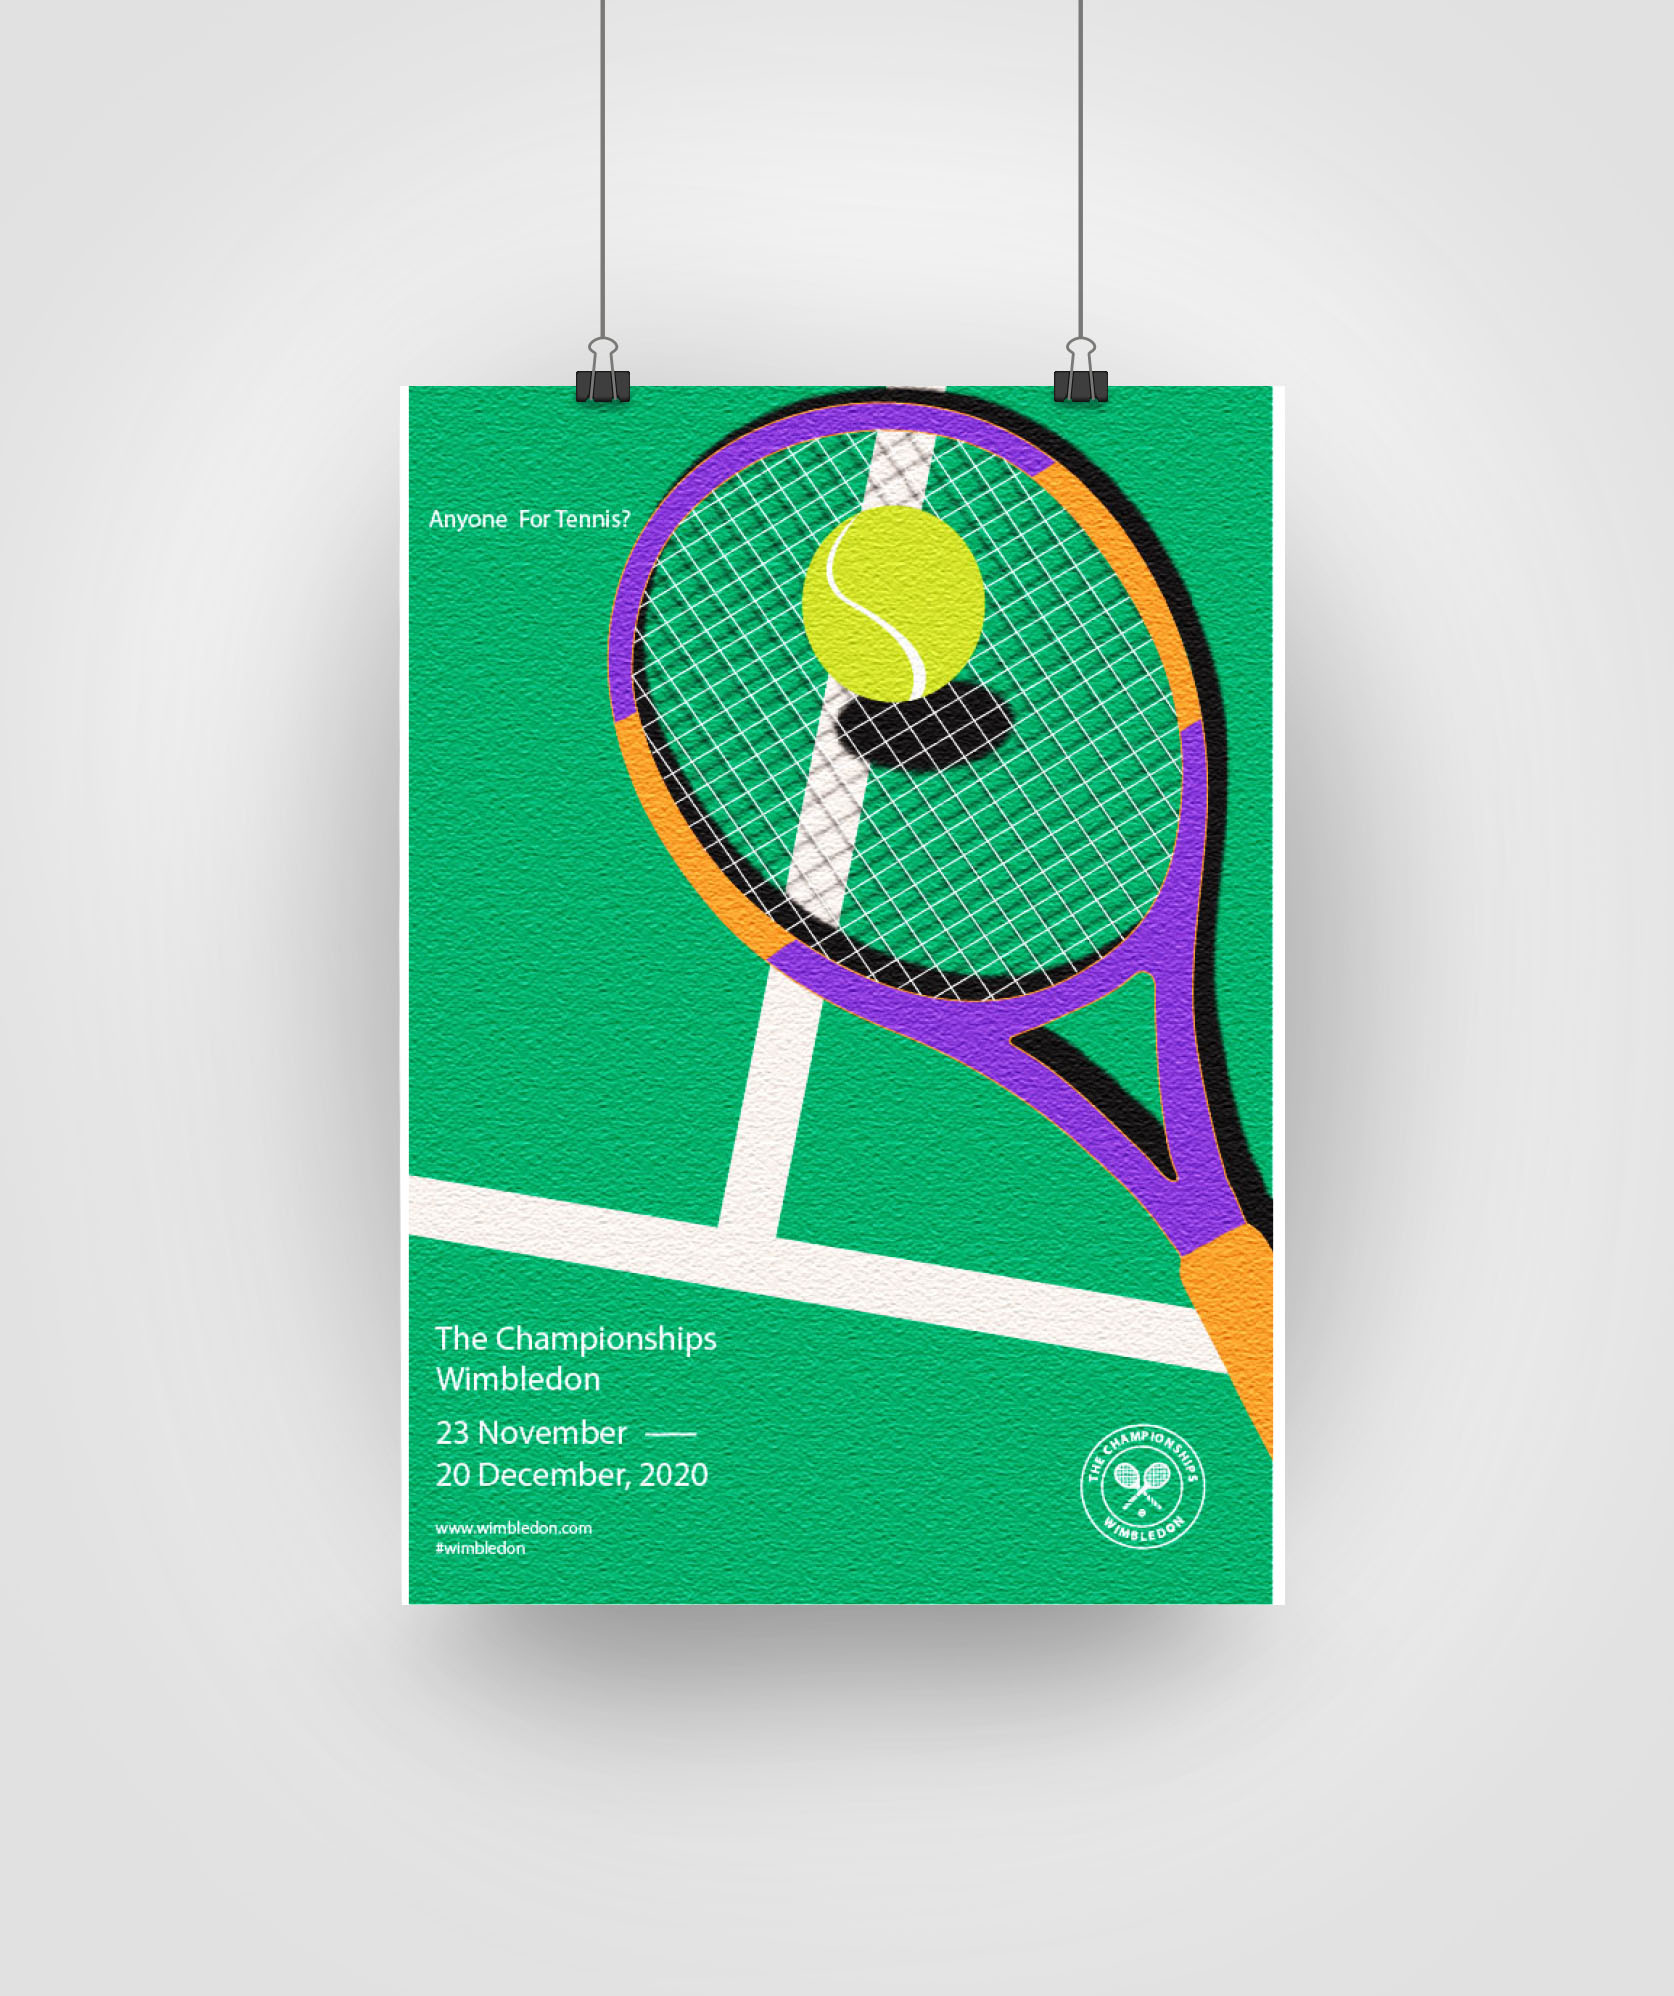 Anyone  For Tennis?
The Championships
Wimbledon
23 November —
20 December, 2020
www.wimbledon.com
#wimbledon
THE CHAMPIONSHIPS
WIMBLEDON